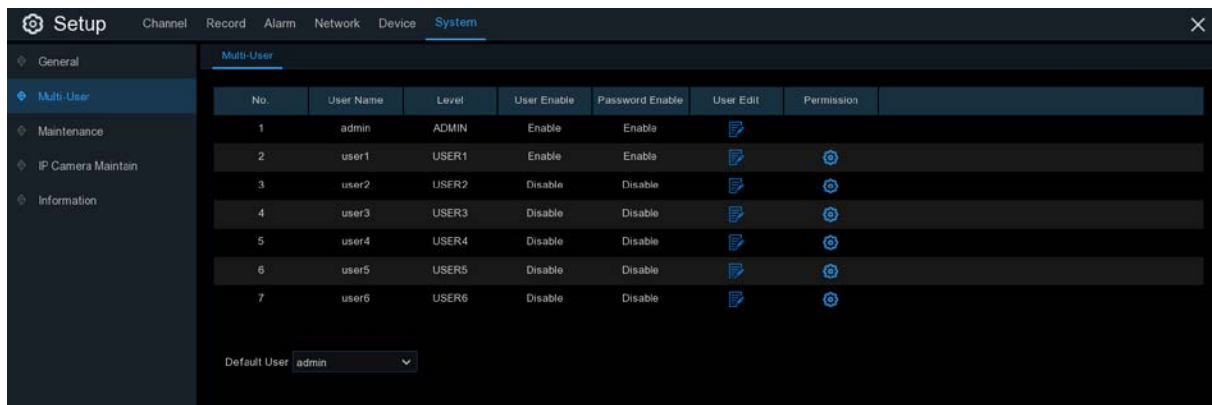 Setup Channel Record Alarm Network Device System
General
Multi-User
Multi-User
Maintenance
IP Camera Maintain
Information
No. User Name Level User Enable Password Enable User Edit Permission
1 admin ADMIN Enable Enable
2 user1 USER1 Enable Enable
3 user2 USER2 Disable Disable
4 user3 USER3 Disable Disable
5 user4 USER4 Disable Disable
6 user5 USER5 Disable Disable
7 user6 USER6 Disable Disable
Default User admin